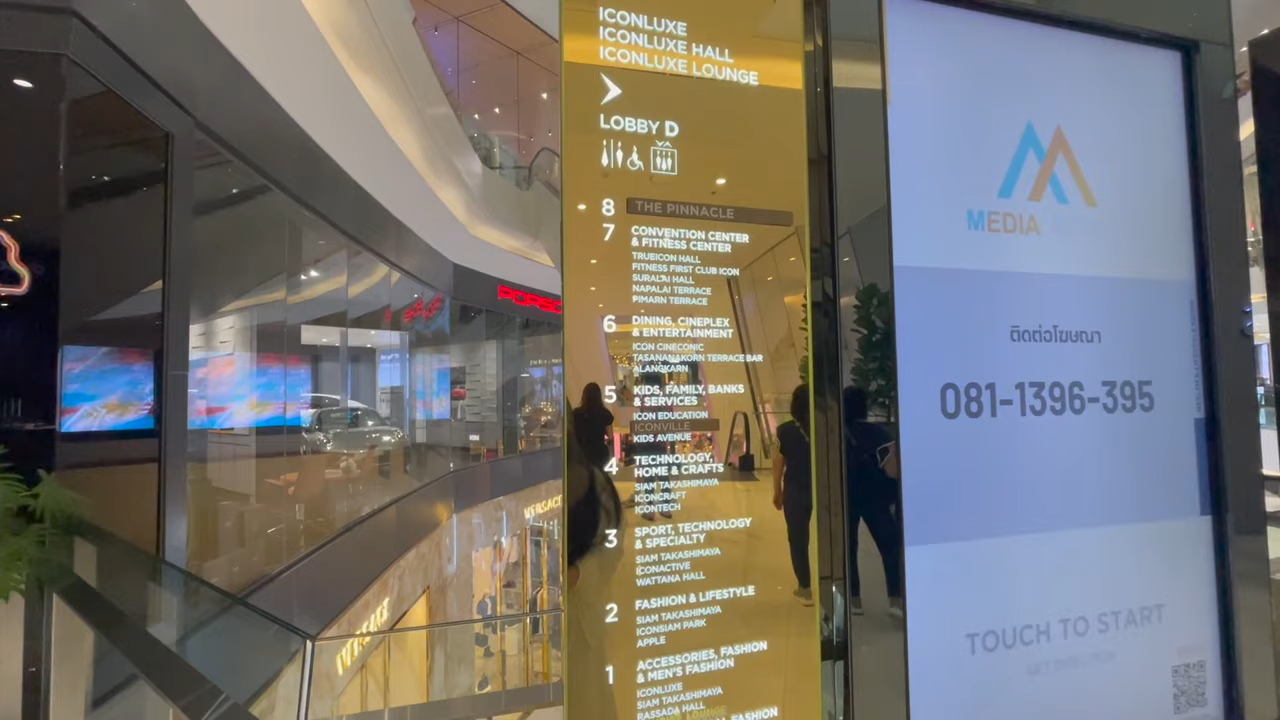 ICONLUXE
ICONLUXE HALL
ICONLUXE LOUNGE
LOBBY D
8 THE PINNACLE
7 CONVENTION CENTER
& FITNESS CENTER
TRUEICON HALL
FITNESS FIRST CLUB ICON
SURALAI HALL
NAPALAI TERRACE
PIMARN TERRACE
6 DINING, CINEPLEX
& ENTERTAINMENT
ICON CINECONIC
TASANANAKORN TERRACE BAR
ALANGKARN
5 KIDS, FAMILY, BANKS
& SERVICES
ICON EDUCATION
ICONVILLE
KIDS AVENUE
4 TECHNOLOGY,
HOME & CRAFTS
SIAM TAKASHIMAYA
ICONCRAFT
ICONTECH
3 SPORT, TECHNOLOGY
& SPECIALTY
SIAM TAKASHIMAYA
ICONACTIVE
WATTANA HALL
2 FASHION & LIFESTYLE
SIAM TAKASHIMAYA
ICONSIAM PARK
APPLE
1 ACCESSORIES, FASHION
& MEN'S FASHION
ICONLUXE
SIAM TAKASHIMAYA
RASSADA HALL
LOUNGE
FASHION
MEDIA
ติดต่อโฆษณา
081-1396-395
TOUCH TO START
VERSACE